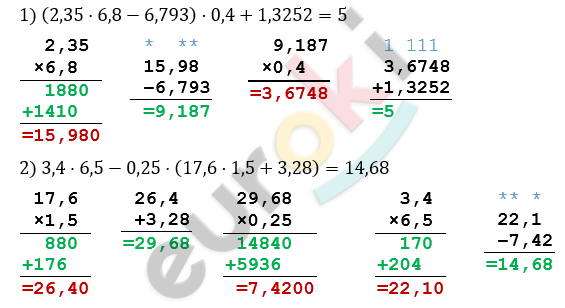 1) (2,35 · 6,8 − 6,793) · 0,4 + 1,3252 = 5
* ** 1 111
2,35 15,98 9,187 3,6748
×6,8 −6,793 ×0,4 +1,3252
1880 =9,187 =3,6748 =5
+1410
=15,980
2) 3,4 · 6,5 − 0,25 · (17,6 · 1,5 + 3,28) = 14,68
** *
17,6 26,4 29,68 3,4 22,1
×1,5 +3,28 ×0,25 ×6,5 −7,42
880 =29,68 14840 170 =14,68
+176 +5936 +204
=26,40 =7,4200 =22,10
euroki